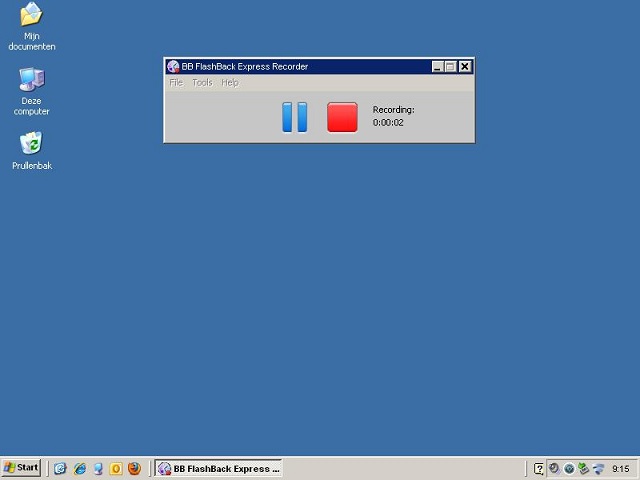 Mijn
documenten
Deze
computer
Prullenbak
BB FlashBack Express Recorder
File Tools Help
Recording:
0:00:02
Start
BB FlashBack Express ...
?
9:15